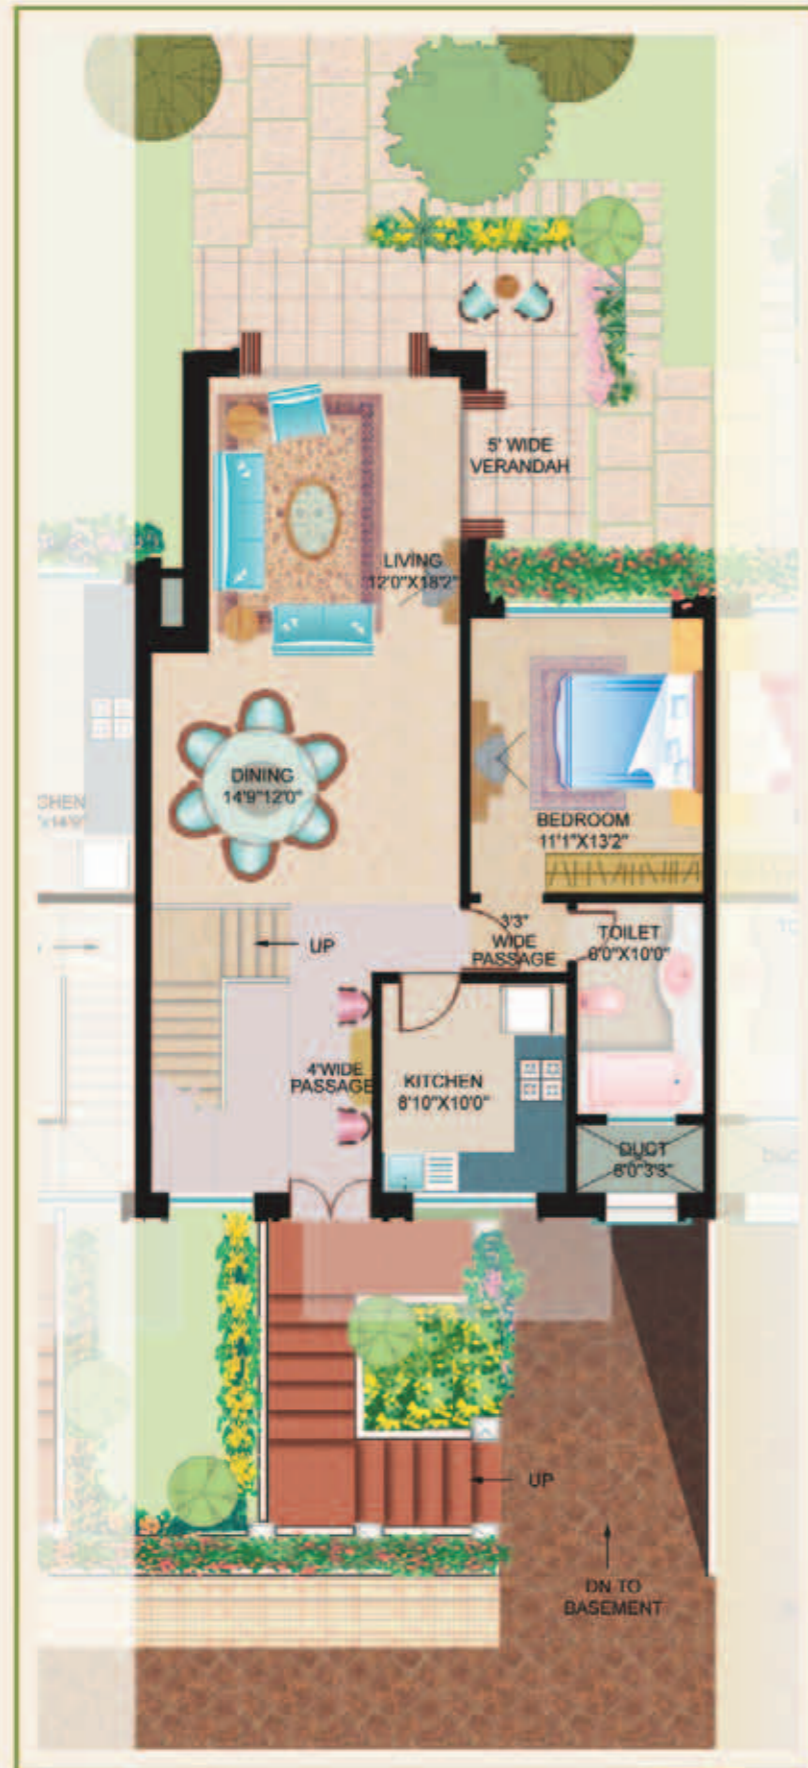 5' WIDE
VERANDAH
LIVING
12'0"X18'2"
DINING
14'9"12'0"
BEDROOM
11'1"X13'2"
UP
3'3"
WIDE
PASSAGE
TOILET
6'0"X10'0"
4'WIDE
PASSAGE
KITCHEN
8'10"X10'0"
DUCT
6'0"3'3"
UP
DN TO
BASEMENT